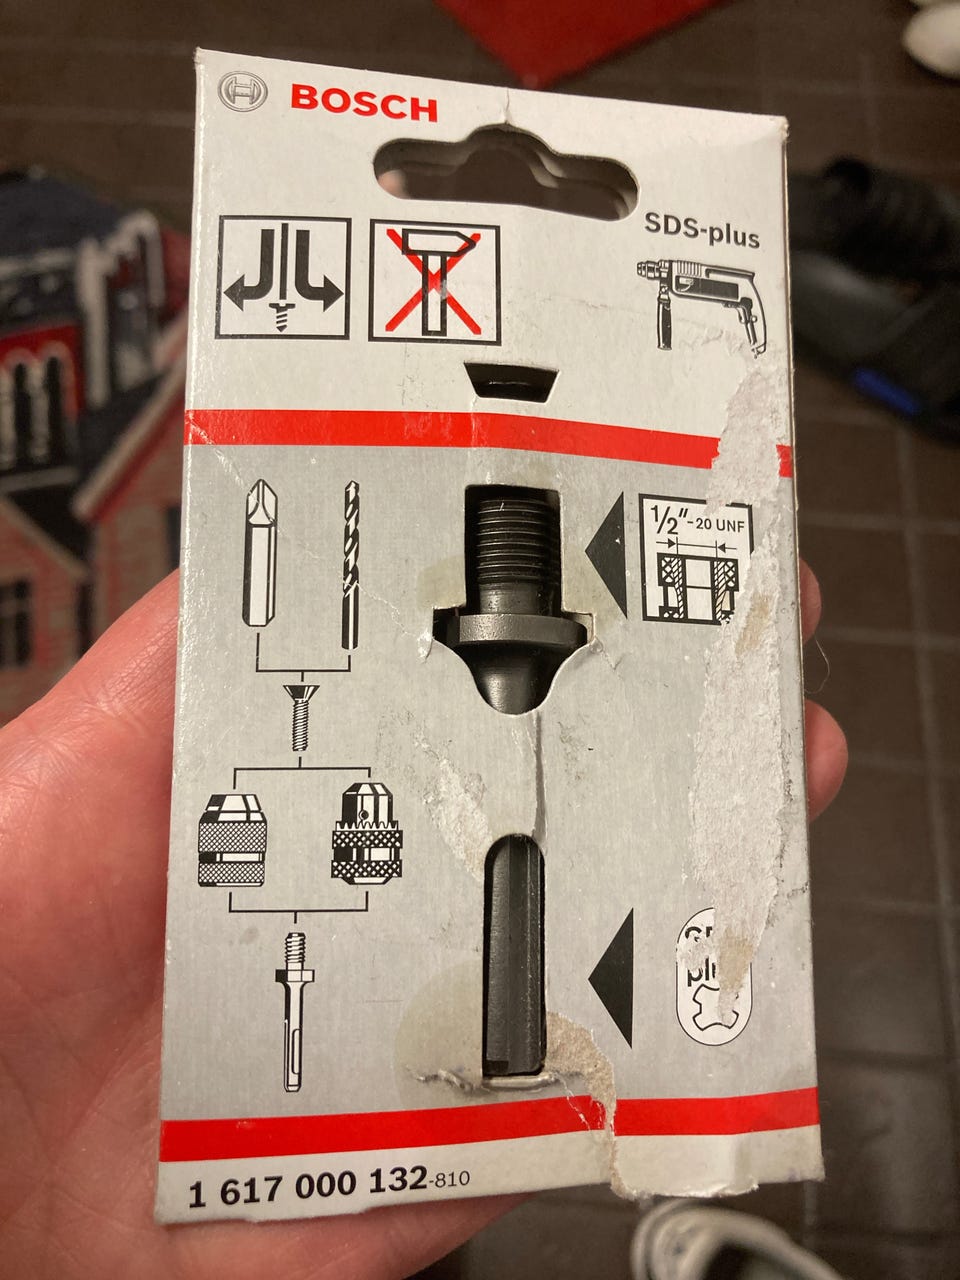 BOSCH
SDS-plus
1/2"-20 UNF
1 617 000 132-810